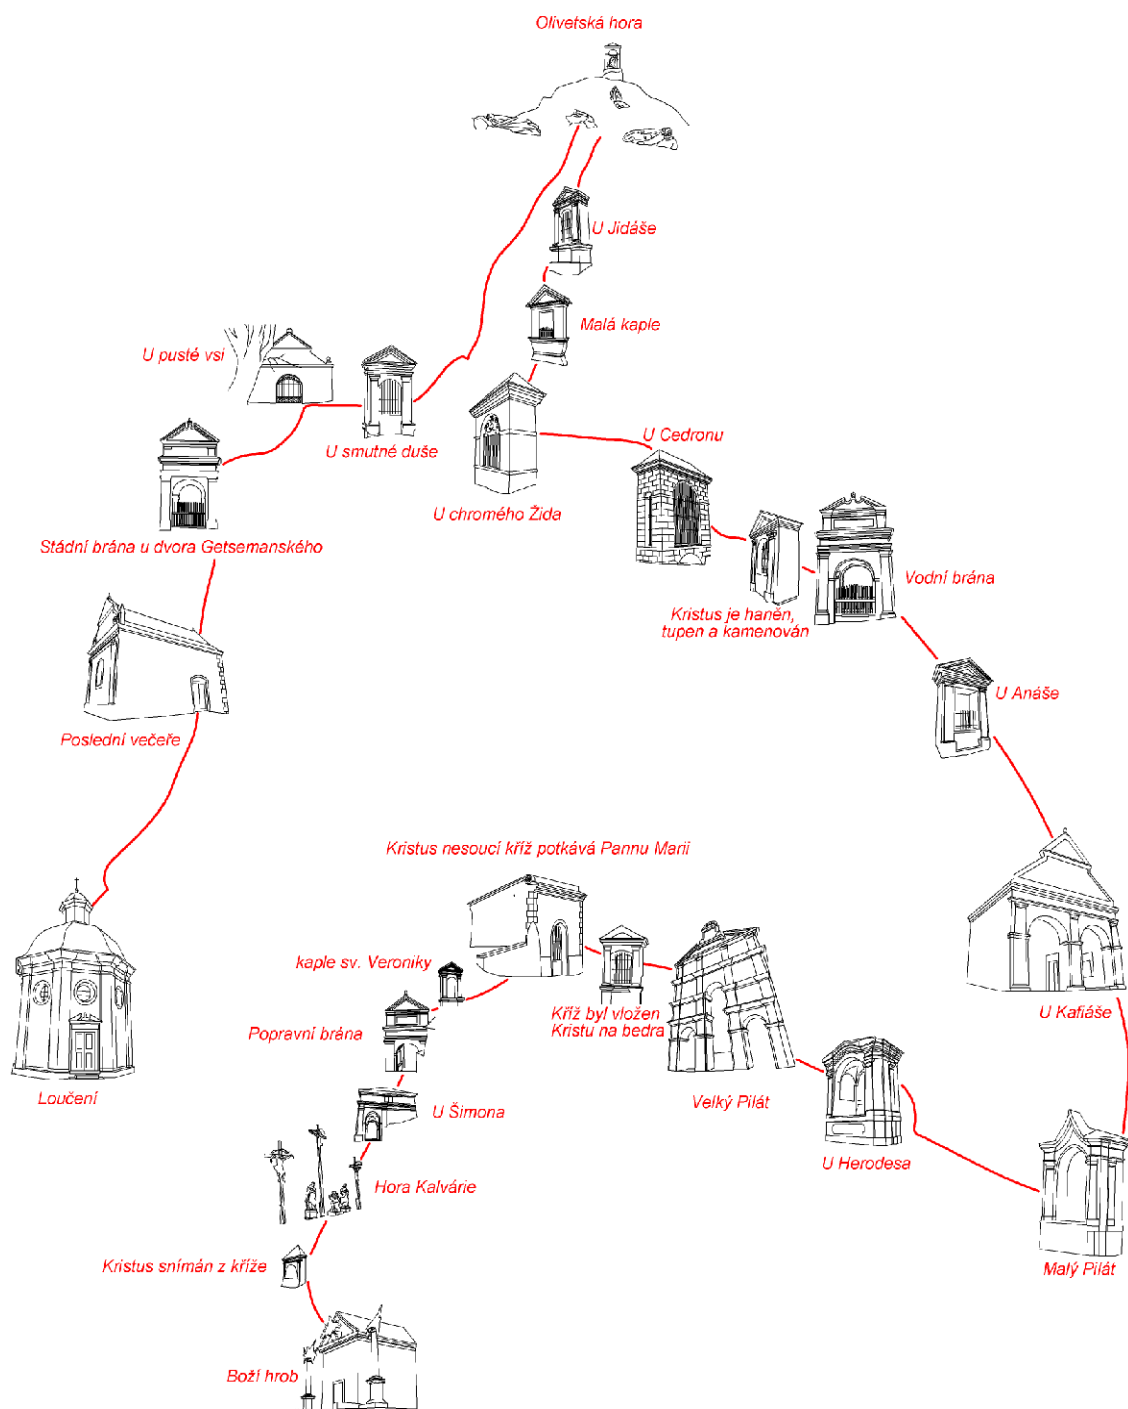 Olivetská hora
U Jidáše
Malá kaple
U pusté vsi
U smutné duše
U Cedronu
U chromého Žida
Stádní brána u dvora Getsemanského
Vodní brána
Kristus je haněn,
tupen a kamenován
U Anáše
Poslední večeře
Kristus nesoucí kříž potkává Pannu Marii
kaple sv. Veroniky
Kříž byl vložen
Kristu na bedra
U Kafiáše
Popravní brána
Loučení
Velký Pilát
U Šimona
U Herodesa
Hora Kalvárie
Kristus snímán z kříže
Malý Pilát
Boží hrob